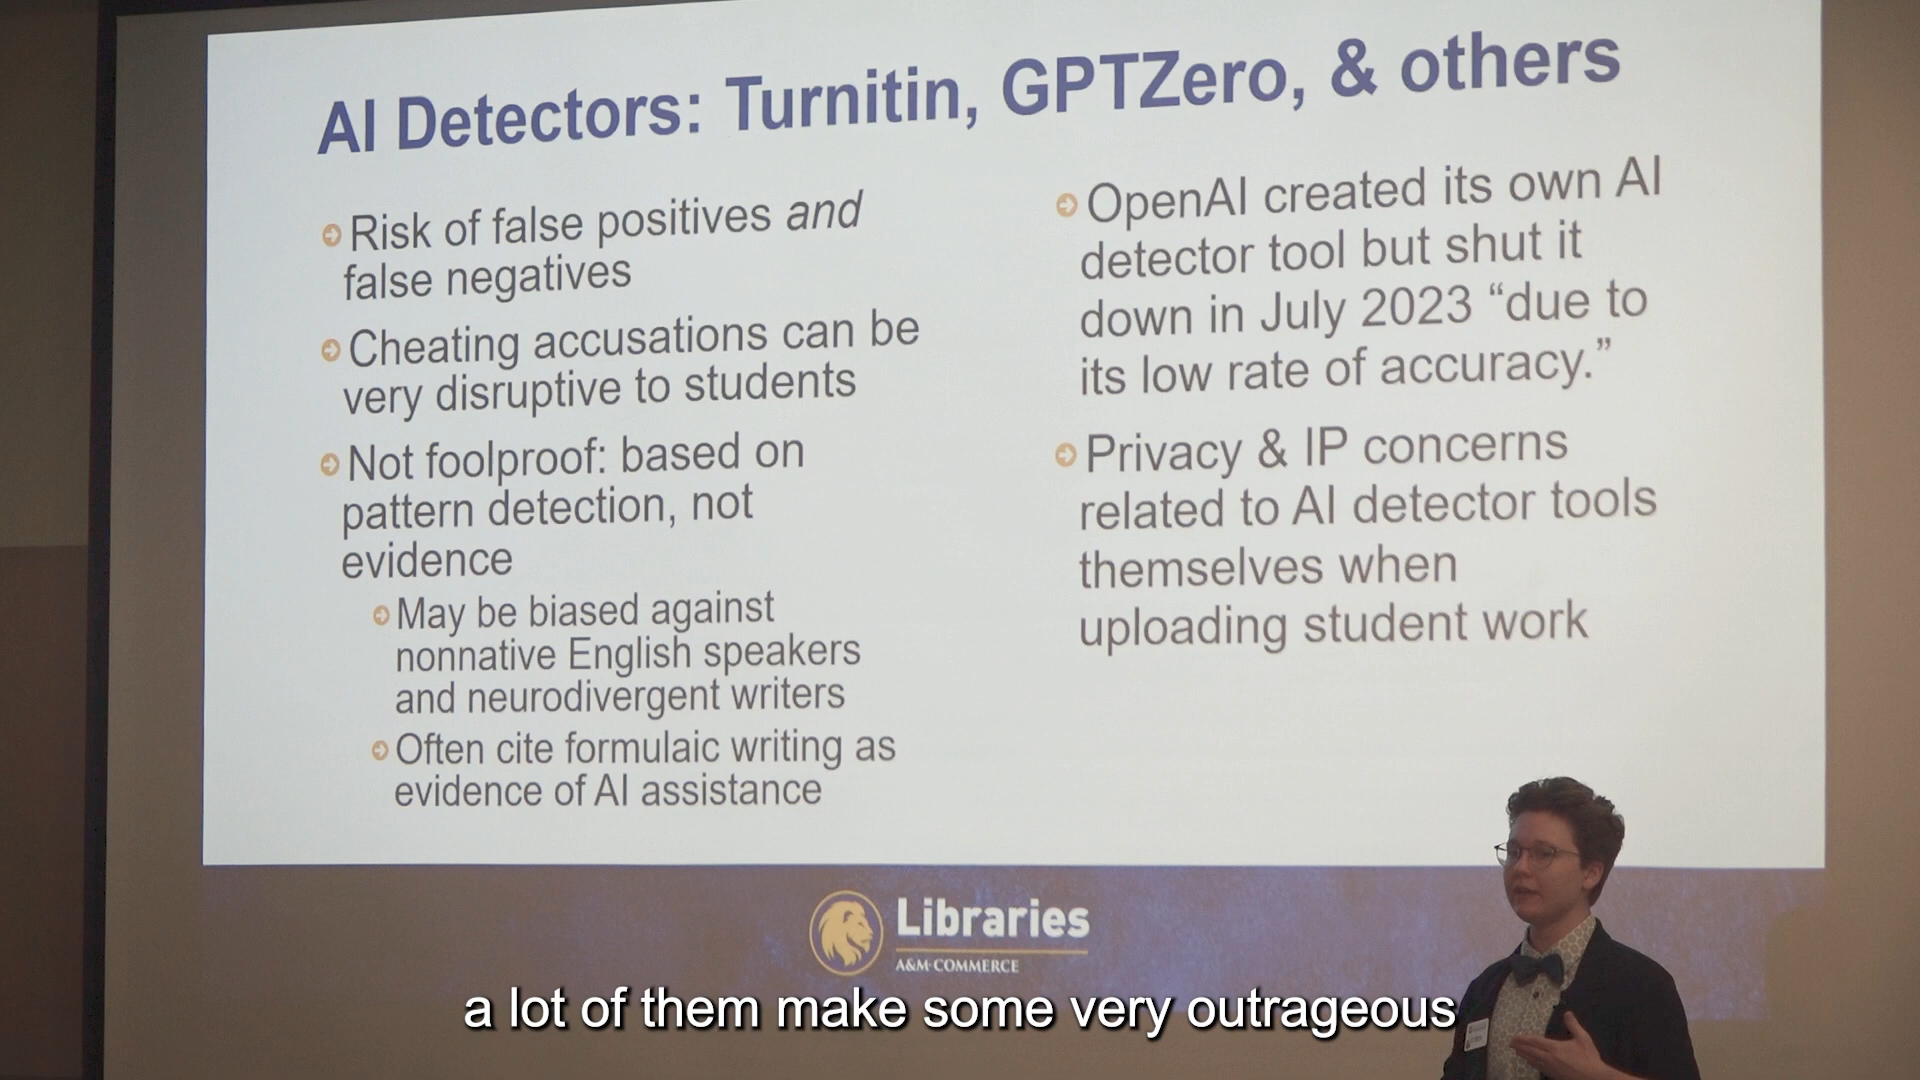 AI Detectors: Turnitin, GPTZero, & others
Risk of false positives and
false negatives
Cheating accusations can be
very disruptive to students
Not foolproof: based on
pattern detection, not
evidence
May be biased against
nonnative English speakers
and neurodivergent writers
Often cite formulaic writing as
evidence of AI assistance
OpenAI created its own AI
detector tool but shut it
down in July 2023 “due to
its low rate of accuracy.”
Privacy & IP concerns
related to AI detector tools
themselves when
uploading student work
Libraries
A&M-COMMERCE
a lot of them make some very outrageous